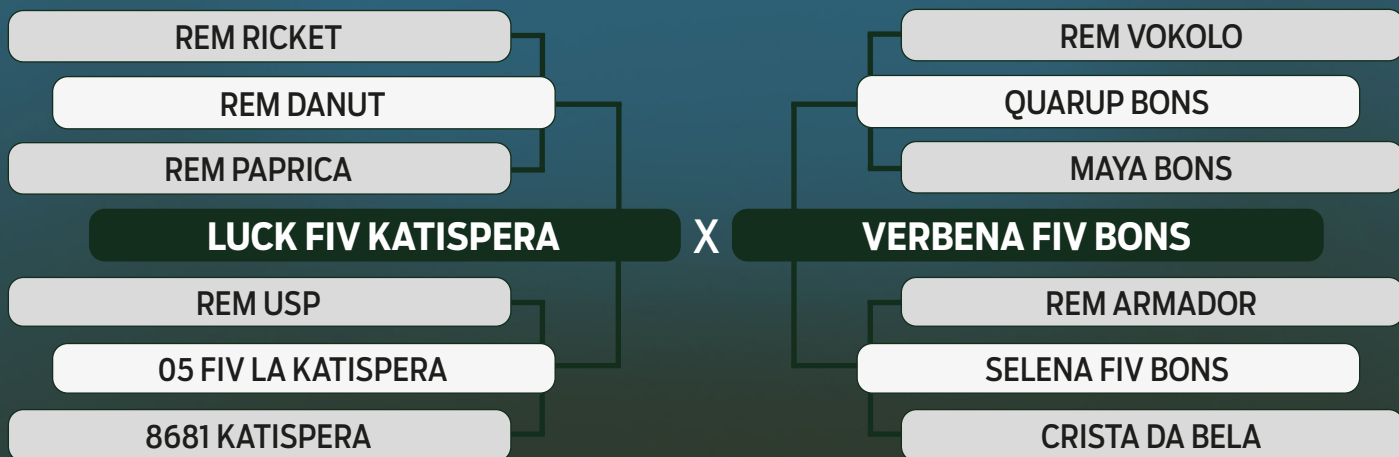 REM RICKET
REM DANUT
REM PAPRICA
LUCK FIV KATISPERA
REM USP
05 FIV LA KATISPERA
8681 KATISPERA
X
REM VOKOLO
QUARUP BONS
MAYA BONS
VERBENA FIV BONS
REM ARMADOR
SELENA FIV BONS
CRISTA DA BELA